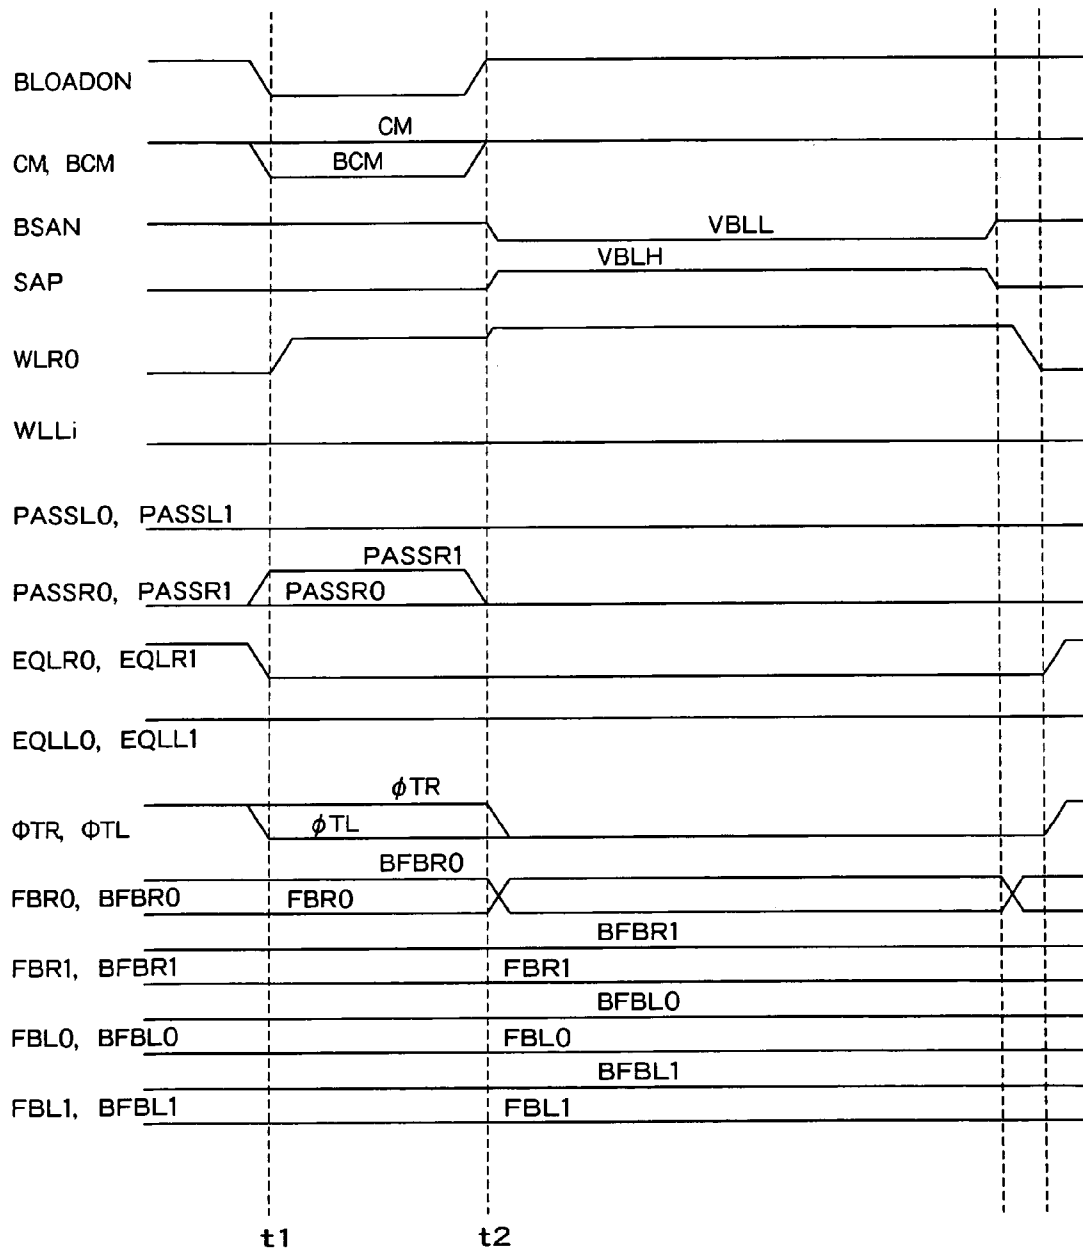 BLOADON
CM
CM, BCM
BCM
BSAN
VBLL
VBLH
SAP
WLR0
WLLi
PASSL0, PASSL1
PASSR1
PASSR0, PASSR1
PASSR0
EQLR0, EQLR1
EQLL0, EQLL1
ϕTR
ΦTR, ΦTL
ϕTL
BFBR0
FBR0, BFBR0
FBR0
BFBR1
FBR1, BFBR1
FBR1
BFBL0
FBL0, BFBL0
FBL0
BFBL1
FBL1, BFBL1
FBL1
t1
t2